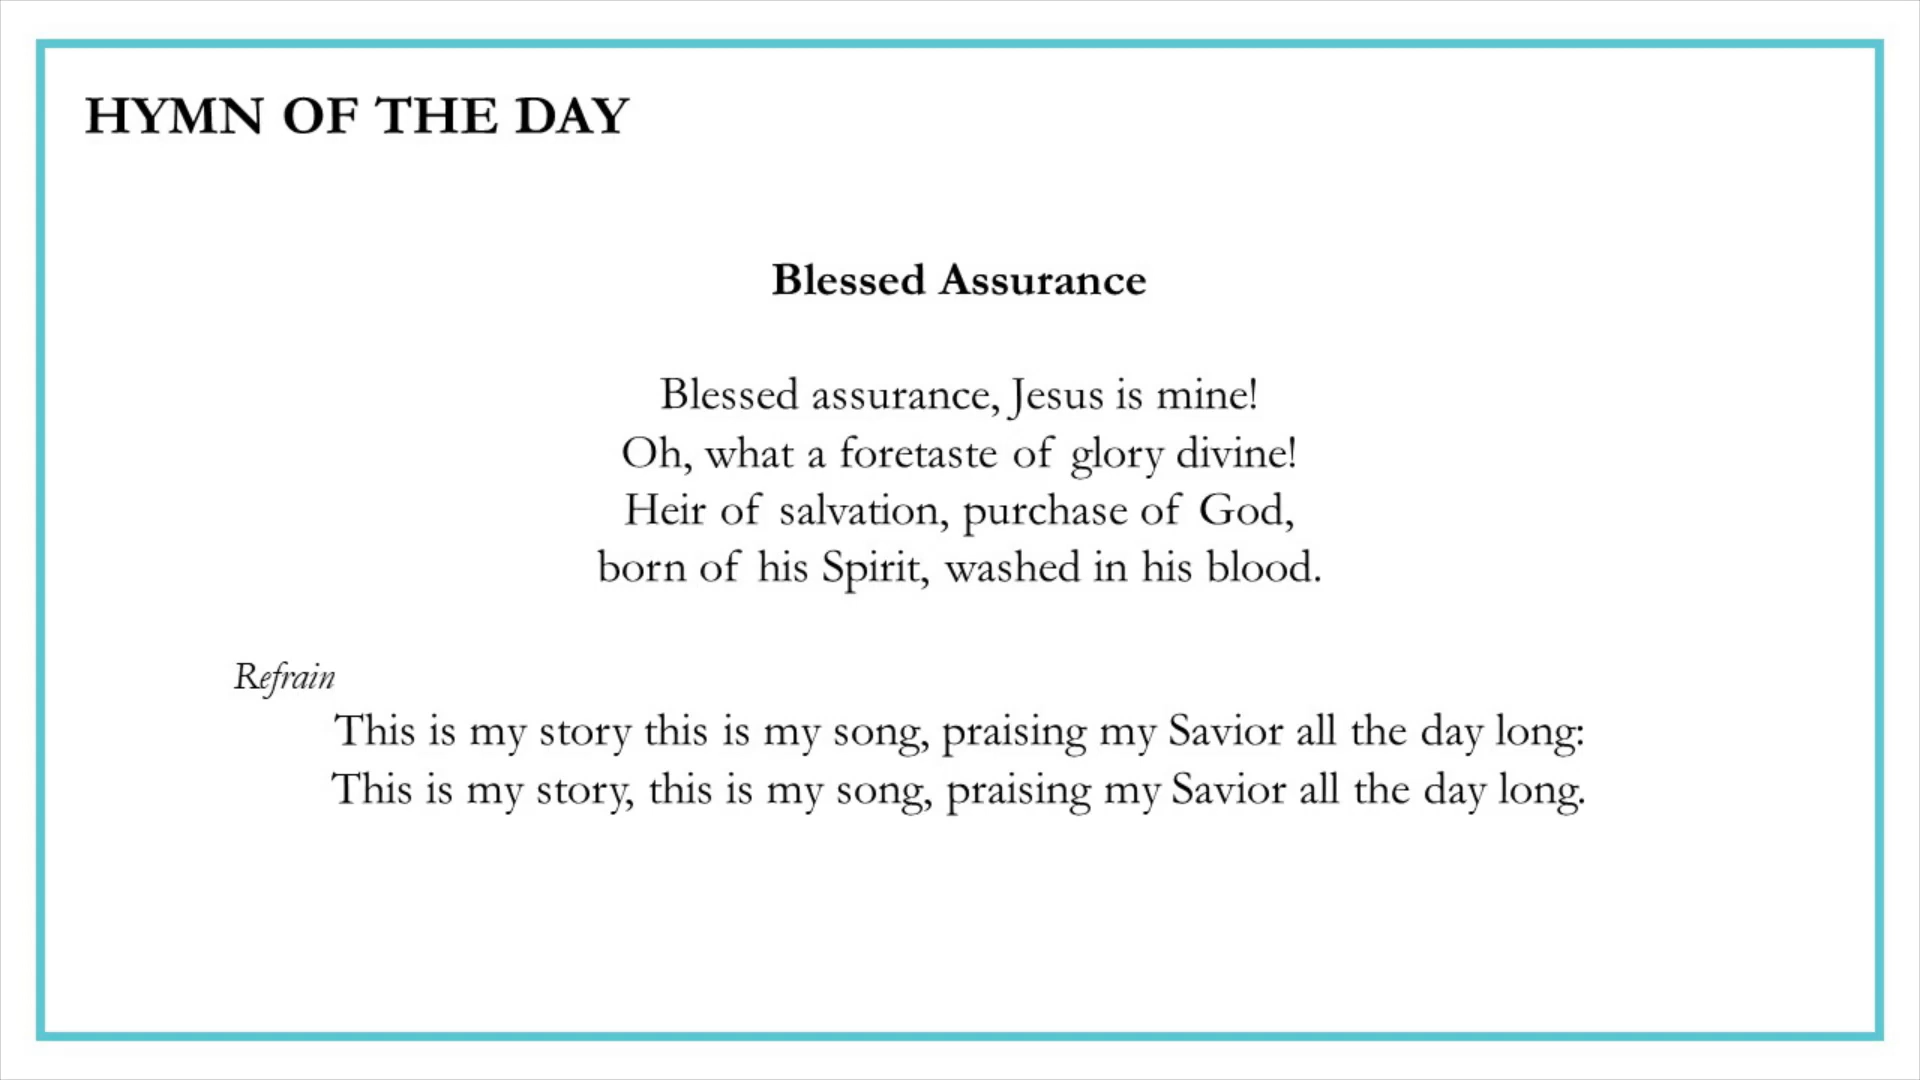 HYMN OF THE DAY
Blessed Assurance
Blessed assurance, Jesus is mine!
Oh, what a foretaste of glory divine!
Heir of salvation, purchase of God,
born of his Spirit, washed in his blood.
Refrain
This is my story this is my song, praising my Savior all the day long:
This is my story, this is my song, praising my Savior all the day long.